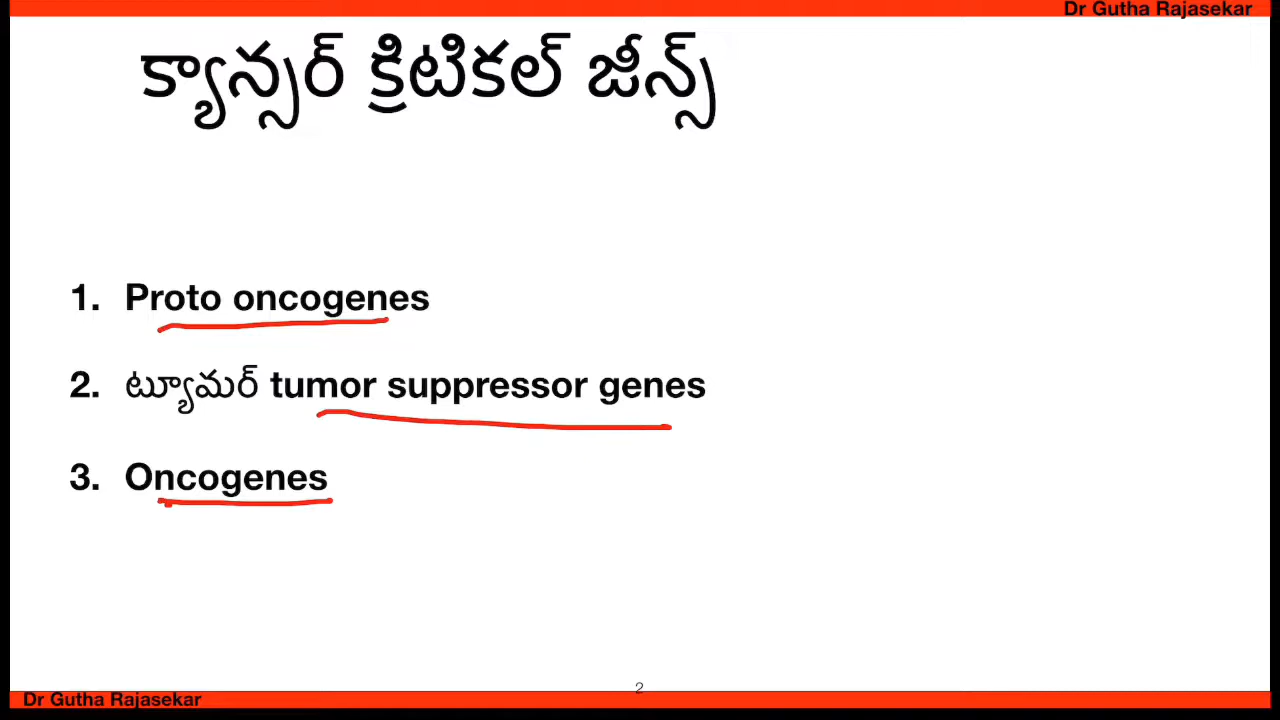 Dr Gutha Rajasekar
క్యాన్సర్ క్రిటికల్ జీన్స్
1. Proto oncogenes
2. ట్యూమర్ tumor suppressor genes
3. Oncogenes
2
Dr Gutha Rajasekar